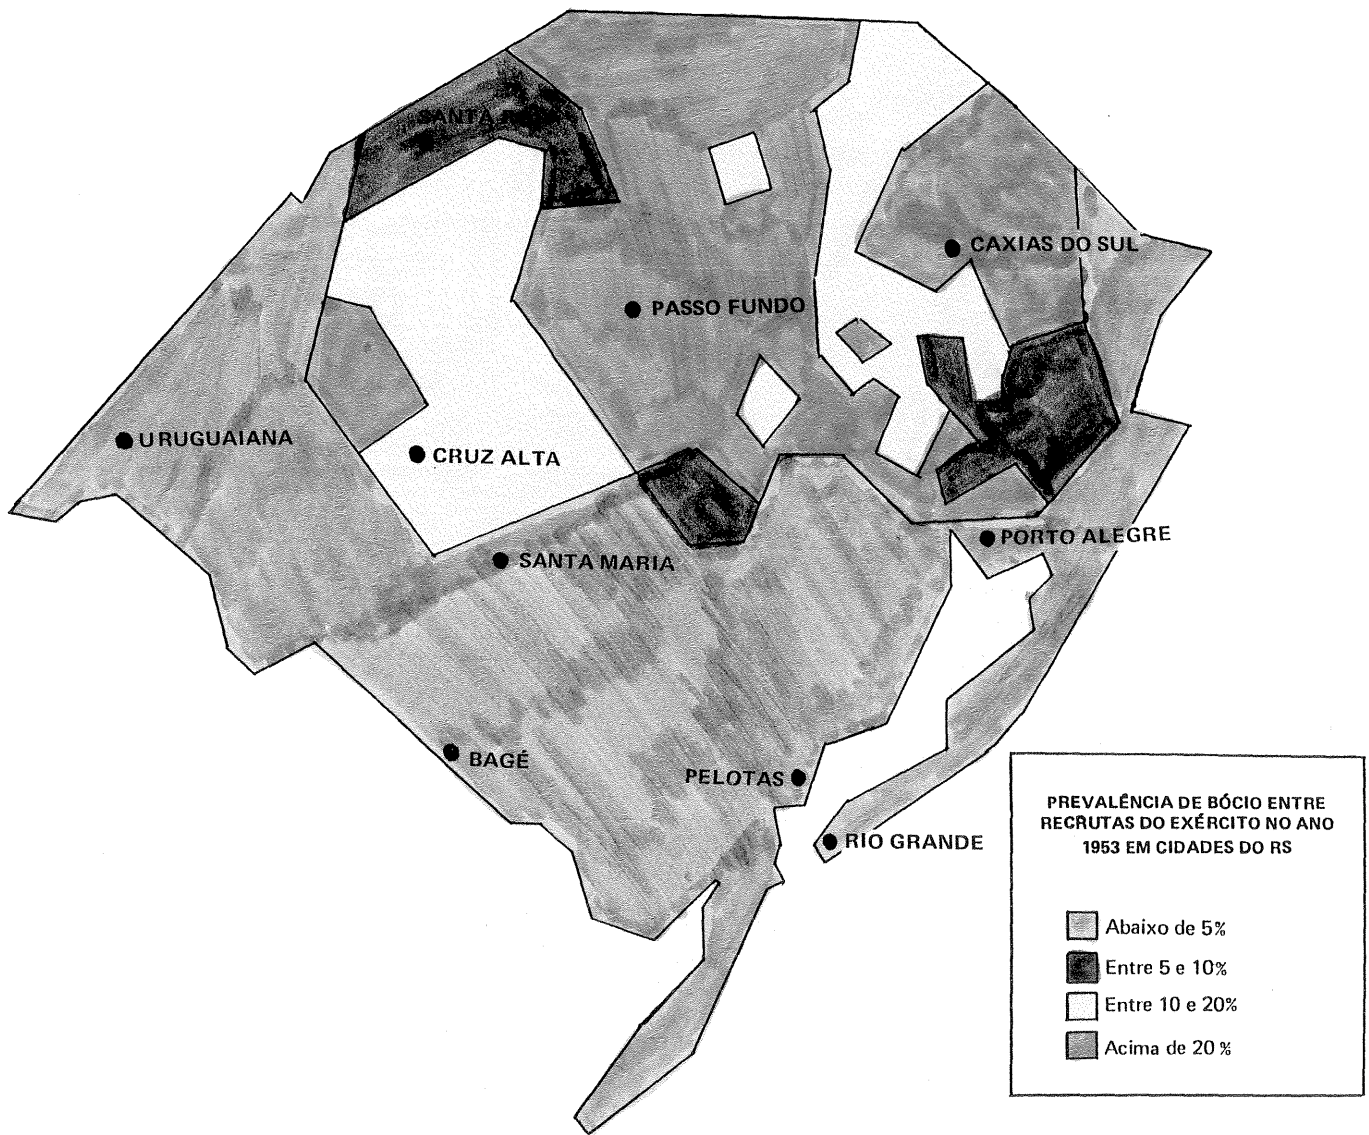 SANTA
CAXIAS DO SUL
PASSO FUNDO
URUGUAIANA
CRUZ ALTA
PORTO ALEGRE
SANTA MARIA
BAGÉ
PELOTAS
RIO GRANDE
PREVALÊNCIA DE BÓCIO ENTRE
RECRUTAS DO EXÉRCITO NO ANO
1953 EM CIDADES DO RS
Abaixo de 5%
Entre 5 e 10%
Entre 10 e 20%
Acima de 20 %